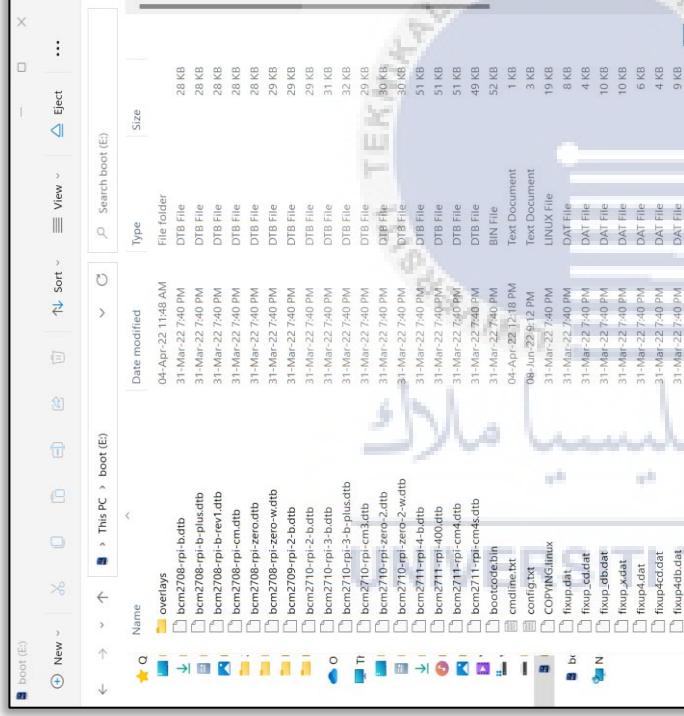 boot (E:)
New Sort View Eject ...
This PC > boot (E:) Search boot (E:)
Name Date modified Type Size
overlays 04-Apr-22 11:48 AM File folder
bcm2708-rpi-b.dtb 31-Mar-22 7:40 PM DTB File 28 KB
bcm2708-rpi-b-plus.dtb 31-Mar-22 7:40 PM DTB File 28 KB
bcm2708-rpi-b-rev1.dtb 31-Mar-22 7:40 PM DTB File 28 KB
bcm2708-rpi-cm.dtb 31-Mar-22 7:40 PM DTB File 28 KB
bcm2708-rpi-zero.dtb 31-Mar-22 7:40 PM DTB File 28 KB
bcm2708-rpi-zero-w.dtb 31-Mar-22 7:40 PM DTB File 29 KB
bcm2709-rpi-2-b.dtb 31-Mar-22 7:40 PM DTB File 29 KB
bcm2710-rpi-2-b.dtb 31-Mar-22 7:40 PM DTB File 29 KB
bcm2710-rpi-3-b.dtb 31-Mar-22 7:40 PM DTB File 31 KB
bcm2710-rpi-3-b-plus.dtb 31-Mar-22 7:40 PM DTB File 32 KB
bcm2710-rpi-cm3.dtb 31-Mar-22 7:40 PM DTB File 29 KB
bcm2710-rpi-zero-2.dtb 31-Mar-22 7:40 PM DTB File 30 KB
bcm2710-rpi-zero-2-w.dtb 31-Mar-22 7:40 PM DTB File 30 KB
bcm2711-rpi-4-b.dtb 31-Mar-22 7:40 PM DTB File 51 KB
bcm2711-rpi-400.dtb 31-Mar-22 7:40 PM DTB File 51 KB
bcm2711-rpi-cm4.dtb 31-Mar-22 7:40 PM DTB File 51 KB
bcm2711-rpi-cm4s.dtb 31-Mar-22 7:40 PM DTB File 49 KB
bootcode.bin 31-Mar-22 7:40 PM BIN File 52 KB
cmdline.txt 04-Apr-22 12:18 PM Text Document 1 KB
config.txt 08-Jun-22 9:12 PM Text Document 3 KB
COPYING.linux 31-Mar-22 7:40 PM LINUX File 19 KB
fixup.dat 31-Mar-22 7:40 PM DAT File 8 KB
fixup_cd.dat 31-Mar-22 7:40 PM DAT File 4 KB
fixup_db.dat 31-Mar-22 7:40 PM DAT File 10 KB
fixup_x.dat 31-Mar-22 7:40 PM DAT File 10 KB
fixup4.dat 31-Mar-22 7:40 PM DAT File 6 KB
fixup4cd.dat 31-Mar-22 7:40 PM DAT File 4 KB
fixup4db.dat 31-Mar-22 7:40 PM DAT File 9 KB
UNIVERSITI TE